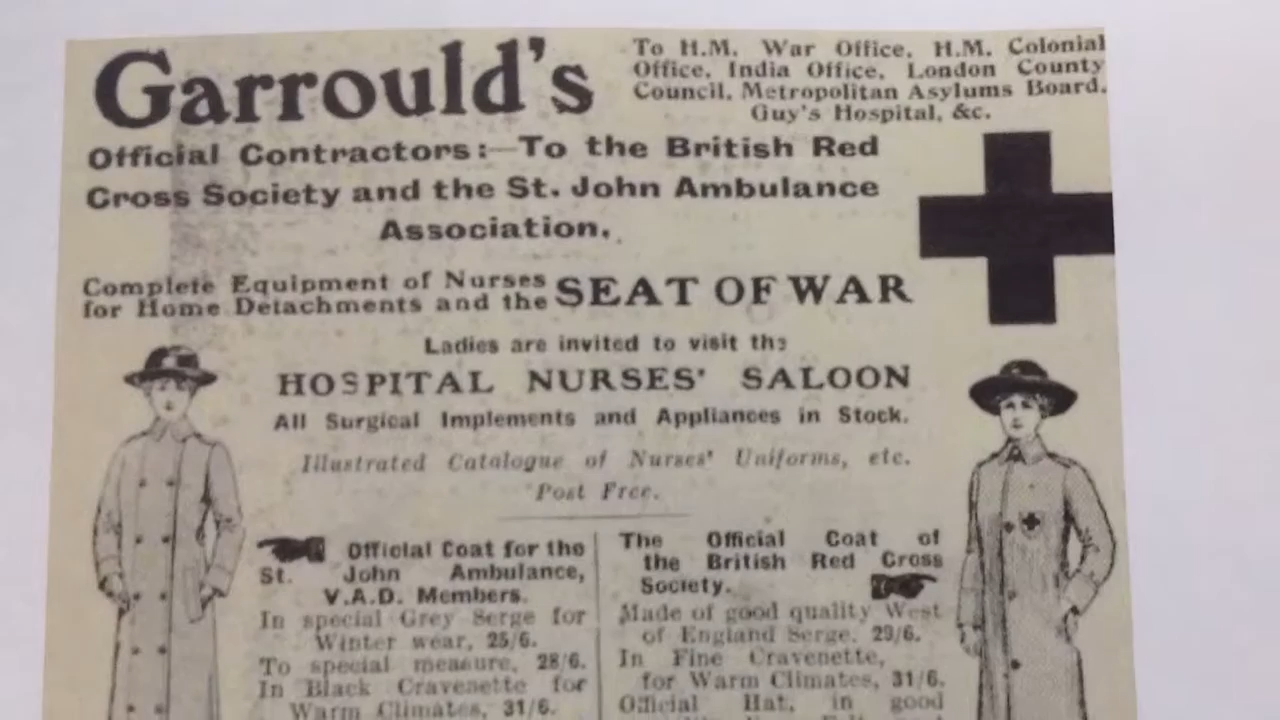 Garrould's
To H.M. War Office, H.M. Colonial
Office, India Office, London County
Council, Metropolitan Asylums Board,
Guy's Hospital, &c.
Official Contractors:—To the British Red
Cross Society and the St. John Ambulance
Association.
Complete Equipment of Nurses
for Home Detachments and the SEAT OF WAR
Ladies are invited to visit the
HOSPITAL NURSES' SALOON
All Surgical Implements and Appliances in Stock.
Illustrated Catalogue of Nurses' Uniforms, etc.
Post Free.
Official Coat for the
St. John Ambulance,
V.A.D. Members.
In special Grey Serge for
Winter wear, 25/6.
To special measure, 28/6.
In Black Cravenette for
Warm Climates, 31/6.
The Official Coat of
the British Red Cross
Society.
Made of good quality West
of England Serge. 29/6.
In Fine Cravenette,
for Warm Climates, 31/6.
Official Hat, in good